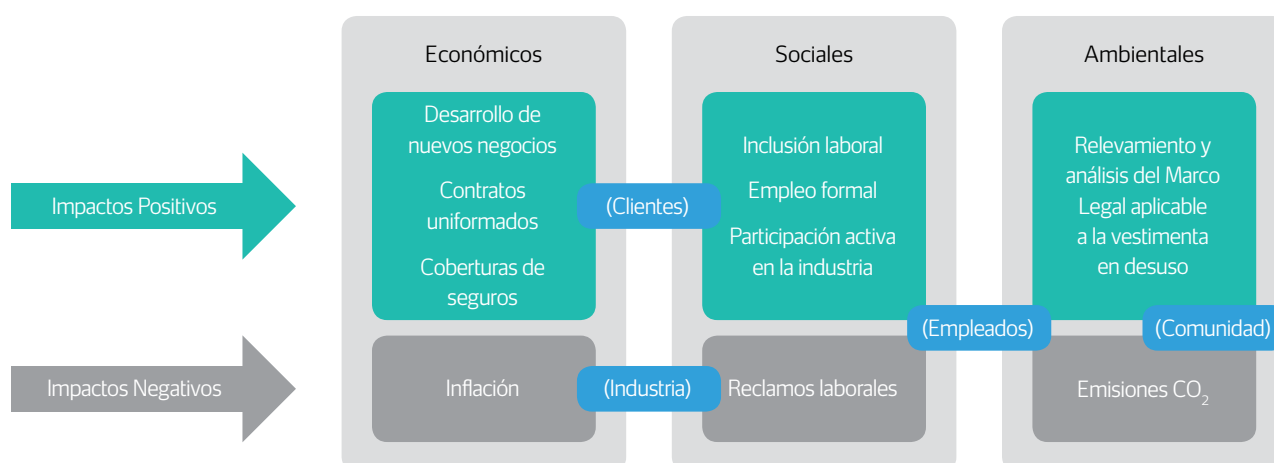 Económicos
Sociales
Ambientales
Impactos Positivos
Desarrollo de
nuevos negocios
Contratos
uniformados
Coberturas de
seguros
(Clientes)
Inclusión laboral
Empleo formal
Participación activa
en la industria
Relevamiento y
análisis del Marco
Legal aplicable
a la vestimenta
en desuso
(Empleados)
(Comunidad)
Impactos Negativos
Inflación
(Industria)
Reclamos laborales
Emisiones CO₂